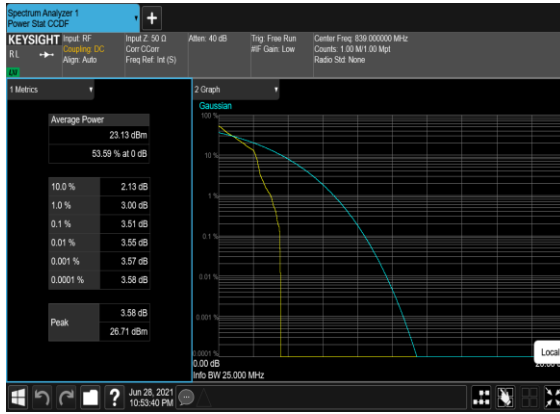 Spectrum Analyzer 1
Power Stat CCDF
+
KEYSIGHT
RL
LV
Input: RF
Coupling: DC
Align: Auto
Input Z: 50 Ω
Corr CCorr
Freq Ref: Int (S)
Atten: 40 dB
Trig: Free Run
#IF Gain: Low
Center Freq: 839.000000 MHz
Counts: 1.00 M/1.00 Mpt
Radio Std: None
1 Metrics
Average Power
23.13 dBm
53.59 % at 0 dB
10.0 % 2.13 dB
1.0 % 3.00 dB
0.1 % 3.51 dB
0.01 % 3.55 dB
0.001 % 3.57 dB
0.0001 % 3.58 dB
Peak
3.58 dB
26.71 dBm
2 Graph
Gaussian
100 %
10 %
1 %
0.1 %
0.01 %
0.001 %
0.0001 %
0.00 dB
Info BW 25.000 MHz
Local
?
Jun 28, 2021
10:53:40 PM